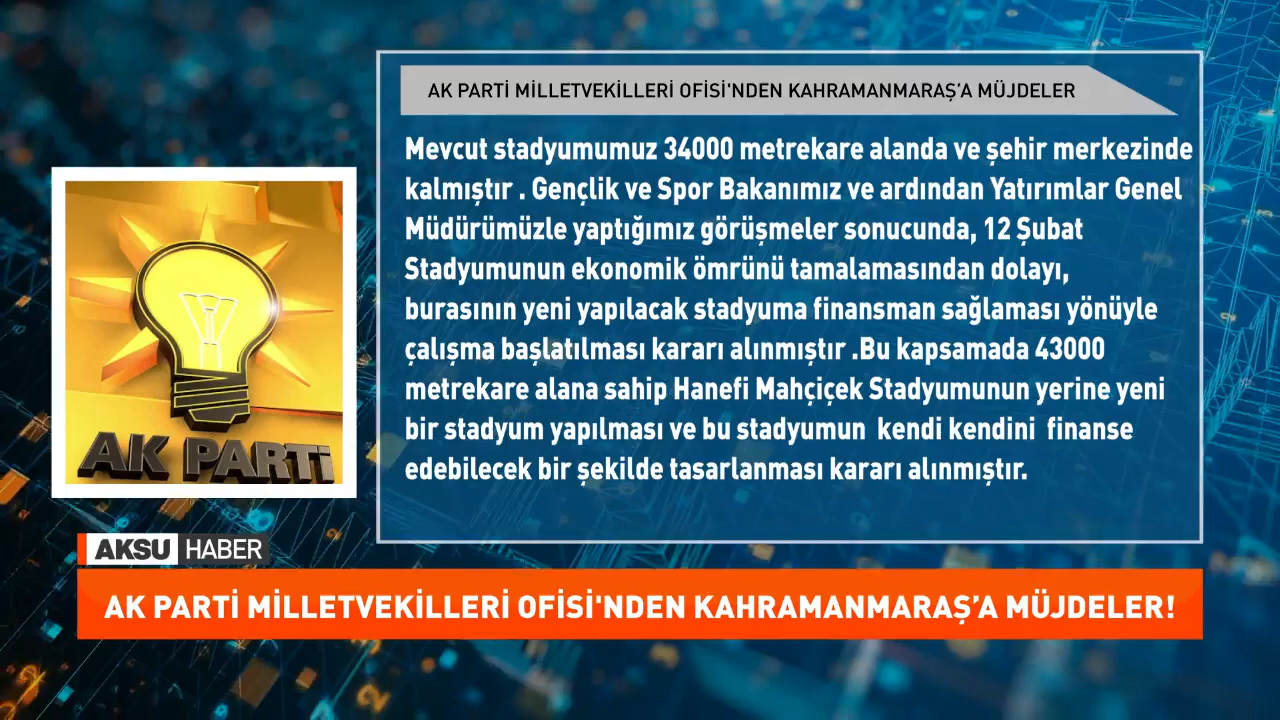 AK PARTİ MİLLETVEKİLLERİ OFİSİ'NDEN KAHRAMANMARAŞ’A MÜJDELER
Mevcut stadyumumuz 34000 metrekare alanda ve şehir merkezinde
kalmıştır . Gençlik ve Spor Bakanımız ve ardından Yatırımlar Genel
Müdürümüzle yaptığımız görüşmeler sonucunda, 12 Şubat
Stadyumunun ekonomik ömrünü tamalamasından dolayı,
burasının yeni yapılacak stadyuma finansman sağlaması yönüyle
çalışma başlatılması kararı alınmıştır .Bu kapsamada 43000
metrekare alana sahip Hanefi Mahçiçek Stadyumunun yerine yeni
bir stadyum yapılması ve bu stadyumun  kendi kendini  finanse
edebilecek bir şekilde tasarlanması kararı alınmıştır.
AK PARTİ
AKSU HABER
AK PARTİ MİLLETVEKİLLERİ OFİSİ'NDEN KAHRAMANMARAŞ’A MÜJDELER!